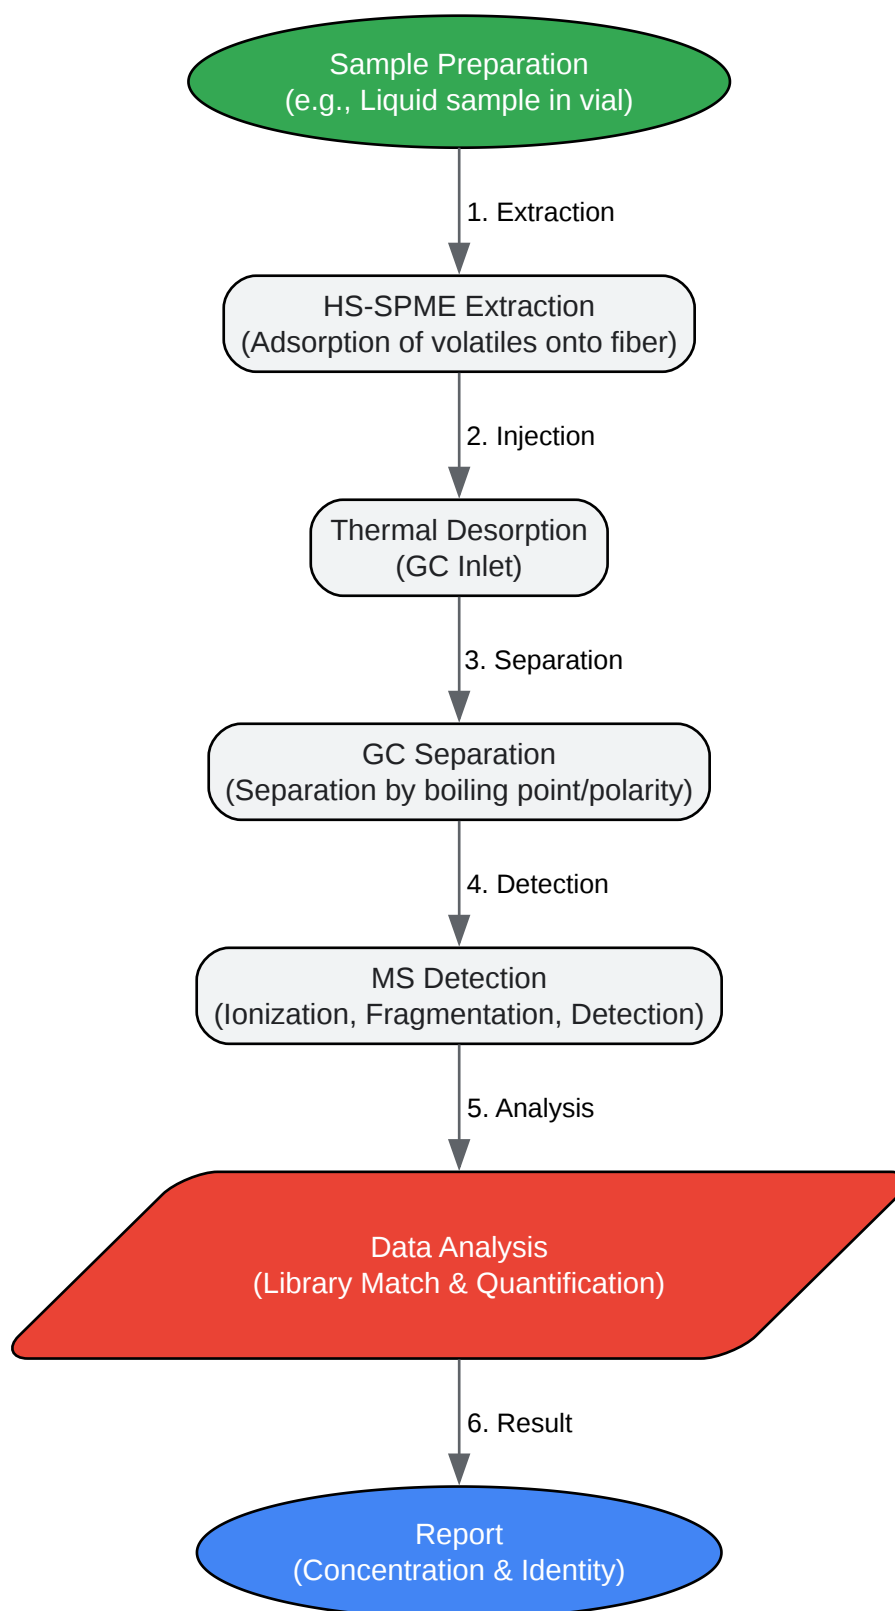 Sample Preparation
(e.g., Liquid sample in vial)
1. Extraction
HS-SPME Extraction
(Adsorption of volatiles onto fiber)
2. Injection
Thermal Desorption
(GC Inlet)
3. Separation
GC Separation
(Separation by boiling point/polarity)
4. Detection
MS Detection
(Ionization, Fragmentation, Detection)
5. Analysis
Data Analysis
(Library Match & Quantification)
6. Result
Report
(Concentration & Identity)